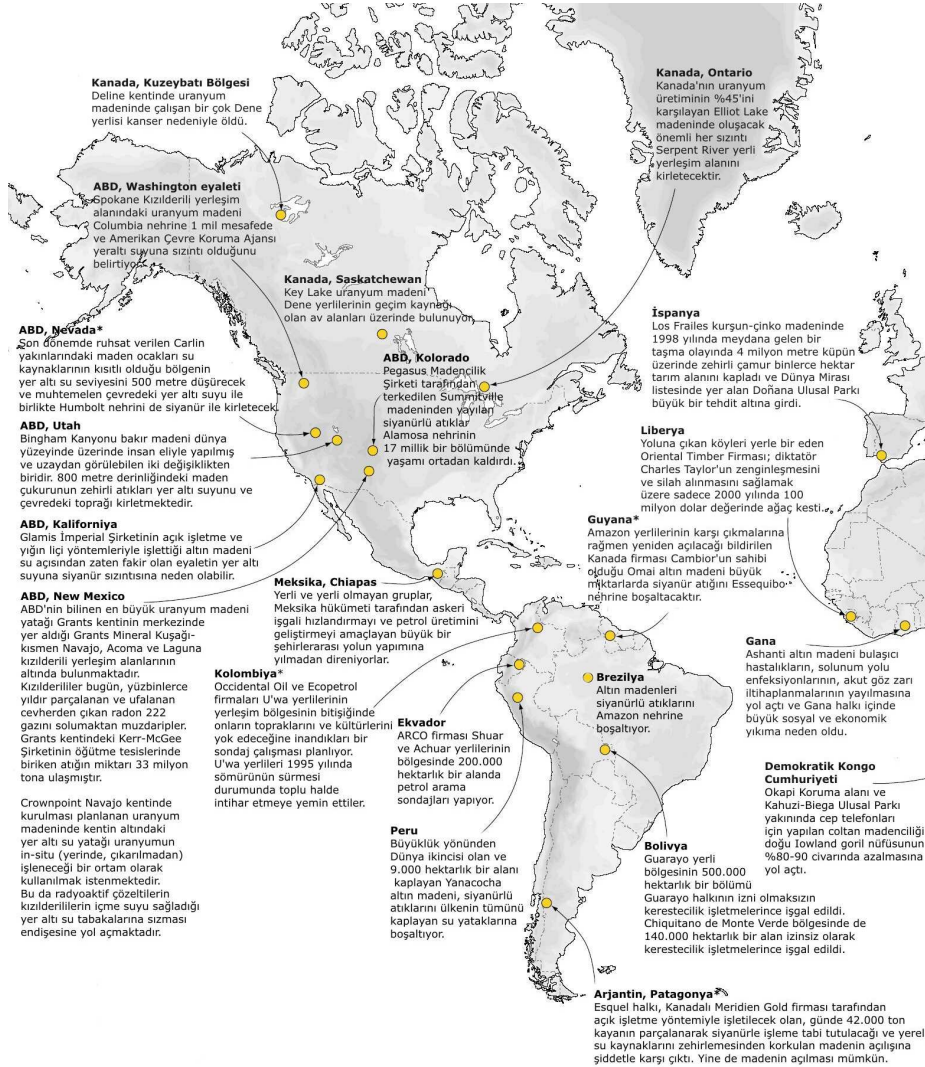 Kanada, Kuzeybatı Bölgesi
Deline kentinde uranyum
madeninde çalışan bir çok Dene
yerlisi kanser nedeniyle öldü.
Kanada, Ontario
Kanada'nın uranyum
üretiminin %45'ini
karşılayan Elliot Lake
madeninde oluşacak
önemli her sızıntı
Serpent River yerli
yerleşim alanını
kirletecektir.
ABD, Washington eyaleti
Spokane Kızılderili yerleşim
alanındaki uranyum madeni
Columbia nehrine 1 mil mesafede
ve Amerikan Çevre Koruma Ajansı
yeraltı suyuna sızıntı olduğunu
belirtiyor.
Kanada, Saskatchewan
Key Lake uranyum madeni
Dene yerlilerinin geçim kaynağı
olan av alanları üzerinde bulunuyor.
ABD, Nevada*
Son dönemde ruhsat verilen Carlin
yakınlarındaki maden ocakları su
kaynaklarının kısıtlı olduğu bölgenin
yer altı su seviyesini 500 metre düşürecek
ve muhtemelen çevredeki yer altı suyu ile
birlikte Humbolt nehrini de siyanür ile kirletecek.
ABD, Kolorado
Pegasus Madencilik
Şirketi tarafından
terkedilen Summitville
madeninden yayılan
siyanürlü atıklar
Alamosa nehrinin
17 millik bir bölümünde
yaşamı ortadan kaldırdı.
İspanya
Los Frailes kurşun-çinko madeninde
1998 yılında meydana gelen bir
taşma olayında 4 milyon metre küpün
üzerinde zehirli çamur binlerce hektar
tarım alanını kapladı ve Dünya Mirası
listesinde yer alan Doñana Ulusal Parkı
büyük bir tehdit altına girdi.
ABD, Utah
Bingham Kanyonu bakır madeni dünya
yüzeyinde üzerinde insan eliyle yapılmış
ve uzaydan görülebilen iki değişiklikten
biridir. 800 metre derinliğindeki maden
çukurunun zehirli atıkları yer altı suyunu ve
çevredeki toprağı kirletmektedir.
Liberya
Yoluna çıkan köyleri yerle bir eden
Oriental Timber Firması; diktatör
Charles Taylor'un zenginleşmesini
ve silah alınmasını sağlamak
üzere sadece 2000 yılında 100
milyon dolar değerinde ağaç kesti.
ABD, Kaliforniya
Glamis İmperial Şirketinin açık işletme ve
yığın liçi yöntemleriyle işlettiği altın madeni
su açısından zaten fakir olan eyaletin yer altı
suyuna siyanür sızıntısına neden olabilir.
Guyana*
Amazon yerlilerinin karşı çıkmalarına
rağmen yeniden açılacağı bildirilen
Kanada firması Cambior'un sahibi
olduğu Omai altın madeni büyük
miktarlarda siyanür atığını Essequibo
nehrine boşaltacaktır.
ABD, New Mexico
ABD'nin bilinen en büyük uranyum madeni
yatağı Grants kentinin merkezinde
yer aldığı Grants Mineral Kuşağı-
kısmen Navajo, Acoma ve Laguna
kızılderili yerleşim alanlarının
altında bulunmaktadır.
Kızılderililer bugün, yüzbinlerce
yıldır parçalanan ve ufalanan
cevherden çıkan radon 222
gazını solumaktan muzdaripler.
Grants kentindeki Kerr-McGee
Şirketinin öğütme tesislerinde
biriken atığın miktarı 33 milyon
tona ulaşmıştır.
Crownpoint Navajo kentinde
kurulması planlanan uranyum
madeninde kentin altındaki
yer altı su yatağı uranyumun
in-situ (yerinde, çıkarılmadan)
işleneceği bir ortam olarak
kullanılmak istenmektedir.
Bu da radyoaktif çözeltilerin
kızılderililerin içme suyu sağladığı
yer altı su tabakalarına sızması
endişesine yol açmaktadır.
Meksika, Chiapas
Yerli ve yerli olmayan gruplar,
Meksika hükümeti tarafından askeri
işgali hızlandırmayı ve petrol üretimini
geliştirmeyi amaçlayan büyük bir
şehirlerarası yolun yapımına
yılmadan direniyorlar.
Kolombiya*
Occidental Oil ve Ecopetrol
firmaları U'wa yerlilerinin
yerleşim bölgesinin bitişiğinde
onların topraklarını ve kültürlerini
yok edeceğine inandıkları bir
sondaj çalışması planlıyor.
U'wa yerlileri 1995 yılında
sömürünün sürmesi
durumunda toplu halde
intihar etmeye yemin ettiler.
Ekvador
ARCO firması Shuar
ve Achuar yerlilerinin
bölgesinde 200.000
hektarlık bir alanda
petrol arama
sondajları yapıyor.
Brezilya
Altın madenleri
siyanürlü atıklarını
Amazon nehrine
boşaltıyor.
Gana
Ashanti altın madeni bulaşıcı
hastalıkların, solunum yolu
enfeksiyonlarının, akut göz zarı
iltihaplanmalarının yayılmasına
yol açtı ve Gana halkı içinde
büyük sosyal ve ekonomik
yıkıma neden oldu.
Peru
Büyüklük yönünden
Dünya ikincisi olan ve
9.000 hektarlık bir alanı
kaplayan Yanacocha
altın madeni, siyanürlü
atıklarını ülkenin tümünü
kaplayan su yataklarına
boşaltıyor.
Bolivya
Guarayo yerli
bölgesinin 500.000
hektarlık bir bölümü
Guarayo halkının izni olmaksızın
kerestecilik işletmelerince işgal edildi.
Chiquitano de Monte Verde bölgesinde de
140.000 hektarlık bir alan izinsiz olarak
kerestecilik işletmelerince işgal edildi.
Demokratik Kongo
Cumhuriyeti
Okapi Koruma alanı ve
Kahuzi-Biega Ulusal Parkı
yakınında cep telefonları
için yapılan coltan madenciliği
doğu lowland goril nüfusunun
%80-90 civarında azalmasına
yol açtı.
Arjantin, Patagonya*
Esquel halkı, Kanadalı Meridien Gold firması tarafından
açık işletme yöntemiyle işletilecek olan, günde 42.000 ton
kayanın parçalanarak siyanürle işleme tabi tutulacağı ve yerel
su kaynaklarını zehirlemesinden korkulan madenin açılışına
şiddetle karşı çıktı. Yine de madenin açılması mümkün.